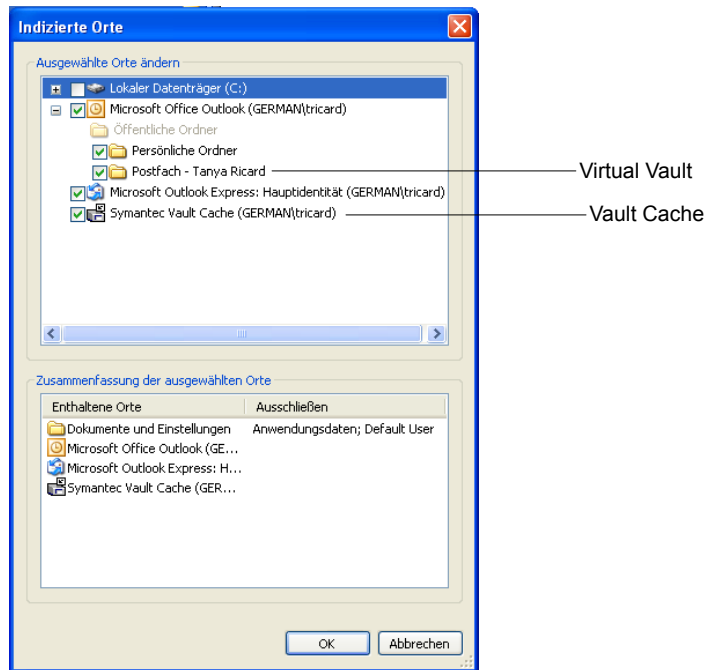 Indizierte Orte
Ausgewählte Orte ändern
Lokaler Datenträger (C:)
Microsoft Office Outlook (GERMAN\tricard)
Öffentliche Ordner
Persönliche Ordner
Postfach - Tanya Ricard
Virtual Vault
Microsoft Outlook Express: Hauptidentität (GERMAN\tricard)
Symantec Vault Cache (GERMAN\tricard)
Vault Cache
Zusammenfassung der ausgewählten Orte
Enthaltene Orte Ausschließen
Dokumente und Einstellungen Anwendungsdaten; Default User
Microsoft Office Outlook (GE...
Microsoft Outlook Express: H...
Symantec Vault Cache (GER...
OK Abbrechen